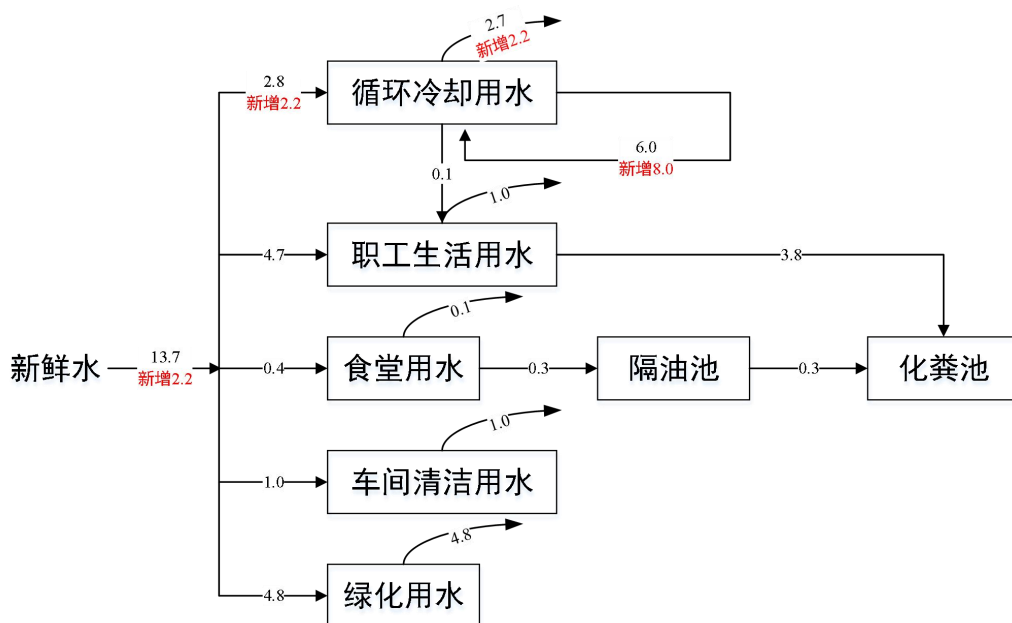 2.7
新增2.2
2.8
新增2.2
循环冷却用水
6.0
新增8.0
0.1
1.0
4.7
职工生活用水
3.8
0.1
新鲜水
13.7
新增2.2
0.4
食堂用水
0.3
隔油池
0.3
化粪池
1.0
1.0
车间清洁用水
4.8
4.8
绿化用水